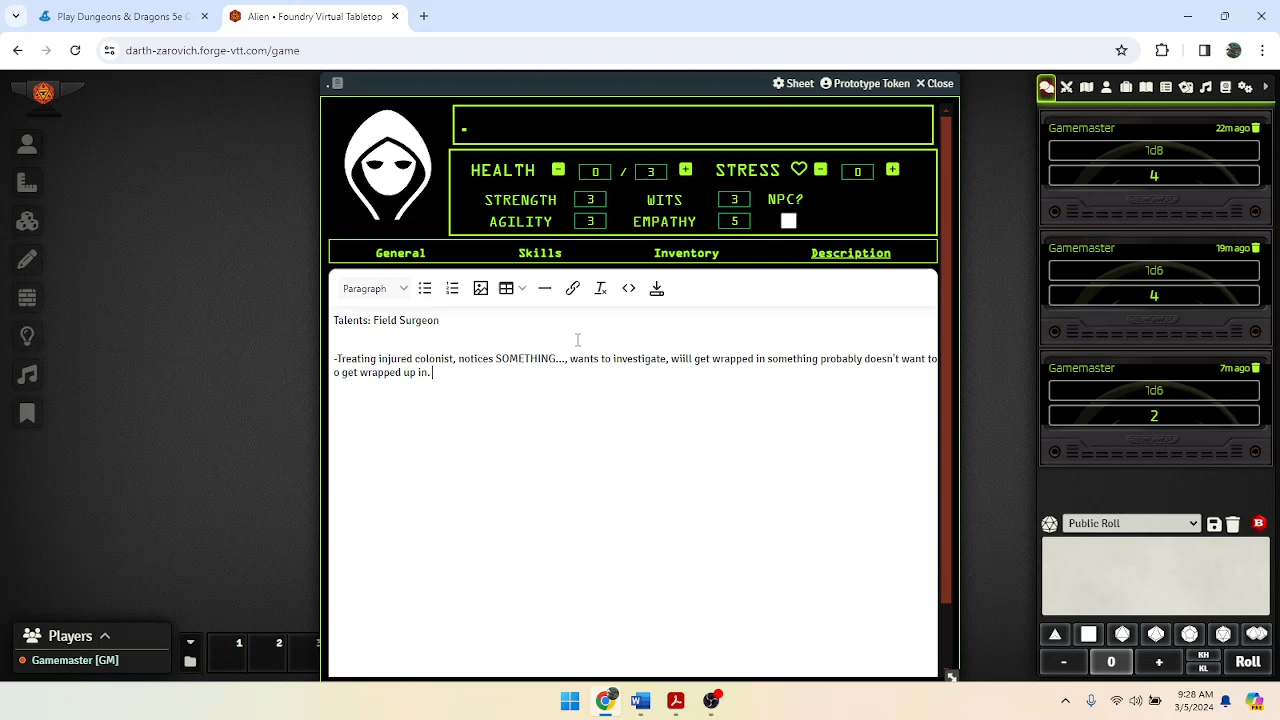 Play Dungeons & Dragons 5e C
Alien • Foundry Virtual Tabletop
darth-zarovich.forge-vtt.com/game
Sheet
Prototype Token
Close
.
HEALTH - 0 / 3 +
STRESS - 0 +
STRENGTH 3
WITS 3
NPC?
AGILITY 3
EMPATHY 5
General
Skills
Inventory
Description
Paragraph
Talents: Field Surgeon
-Treating injured colonist, notices SOMETHING..., wants to investigate, wiill get wrapped in something probably doesn't want to
o get wrapped up in.
Gamemaster 22m ago
1d8
4
Gamemaster 19m ago
1d6
4
Gamemaster 7m ago
1d6
2
Public Roll
B
- 0 + KH KL Roll
Players
Gamemaster [GM]
1 2
9:28 AM
3/5/2024
PRE